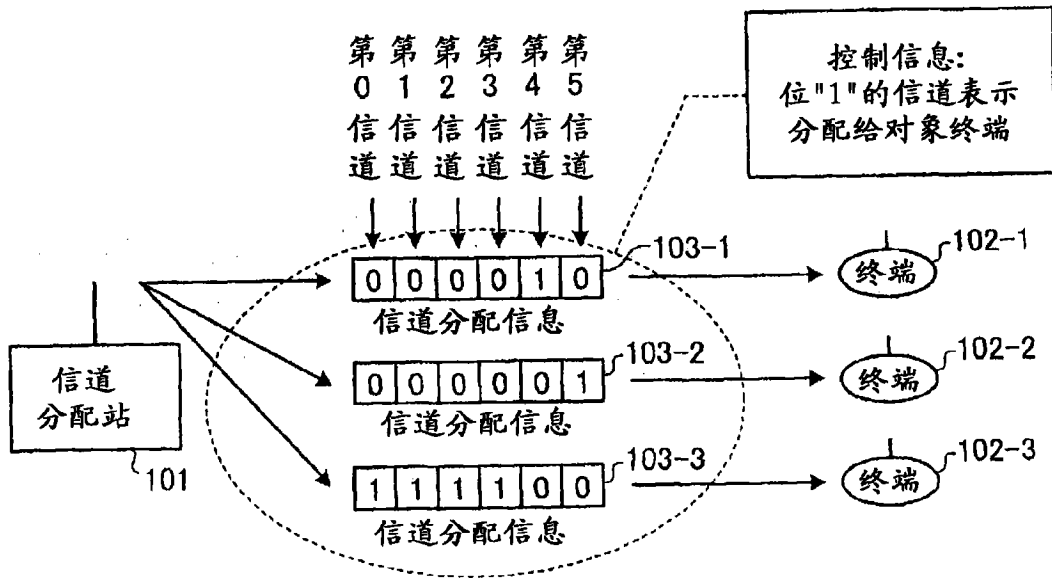 第0信道
第1信道
第2信道
第3信道
第4信道
第5信道
控制信息:
位"1"的信道表示
分配给对象终端
0 0 0 0 1 0
103-1
信道分配信息
终端
102-1
0 0 0 0 0 1
103-2
信道分配信息
终端
102-2
信道
分配站
101
1 1 1 1 0 0
103-3
信道分配信息
终端
102-3